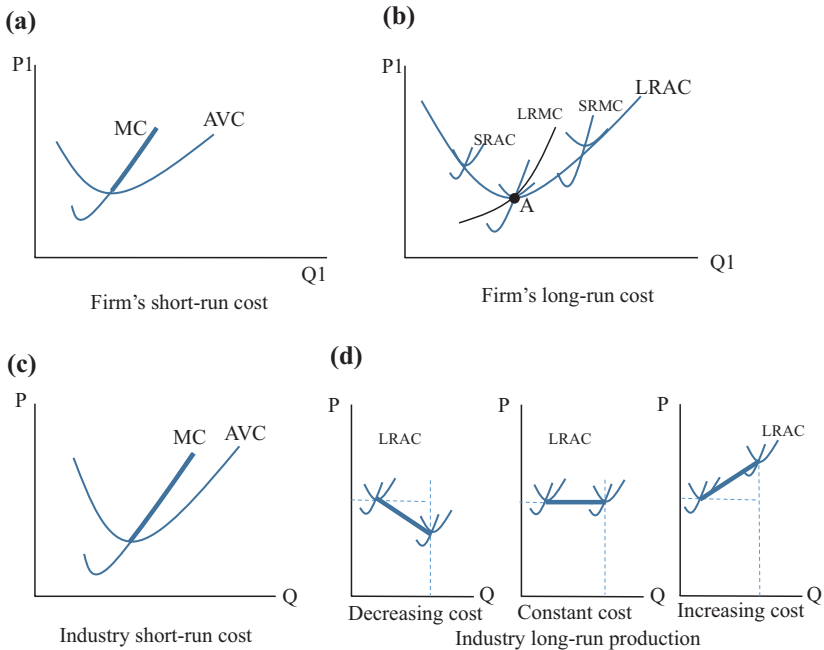 (a)
P1
MC
AVC
Q1
Firm's short-run cost
(b)
P1
SRAC
LRMC
SRMC
LRAC
A
Q1
Firm's long-run cost
(c)
P
MC
AVC
Q
Industry short-run cost
(d)
P
LRAC
Q
Decreasing cost
P
LRAC
Q
Constant cost
P
LRAC
Q
Increasing cost
Industry long-run production